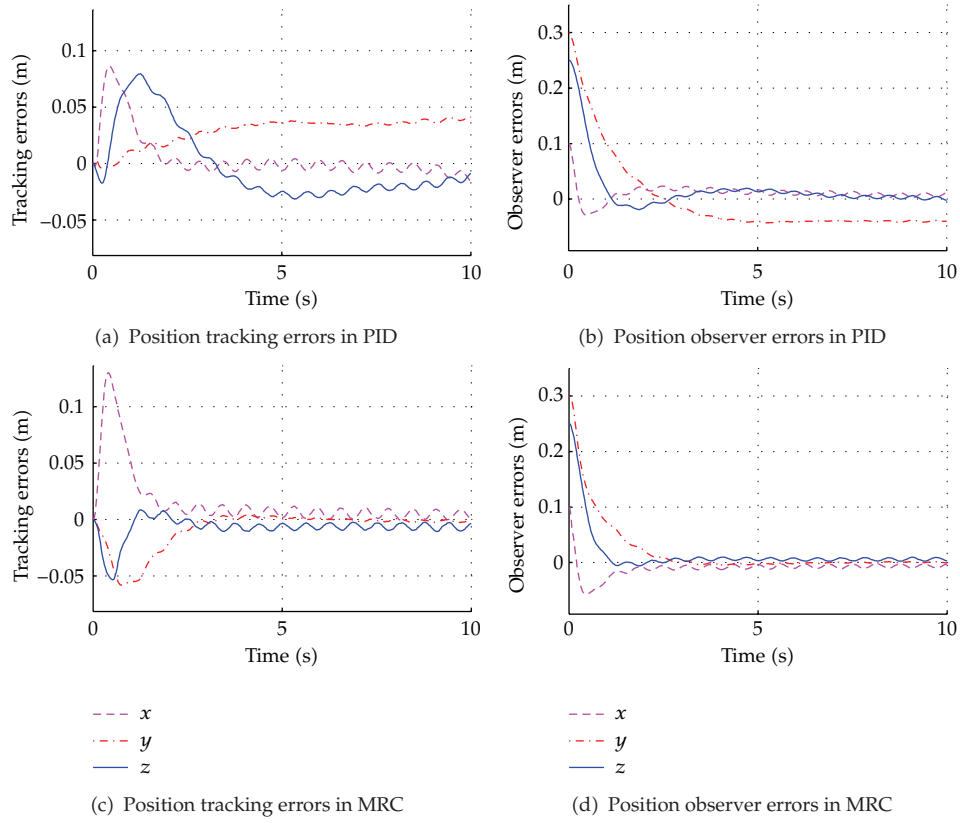 0.1
0.05
0
−0.05
Tracking errors (m)
0
5
10
Time (s)
(a) Position tracking errors in PID
0.3
0.2
0.1
0
Observer errors (m)
0
5
10
Time (s)
(b) Position observer errors in PID
0.1
0.05
0
−0.05
Tracking errors (m)
0
5
10
Time (s)
x
y
z
(c) Position tracking errors in MRC
0.3
0.2
0.1
0
Observer errors (m)
0
5
10
Time (s)
x
y
z
(d) Position observer errors in MRC